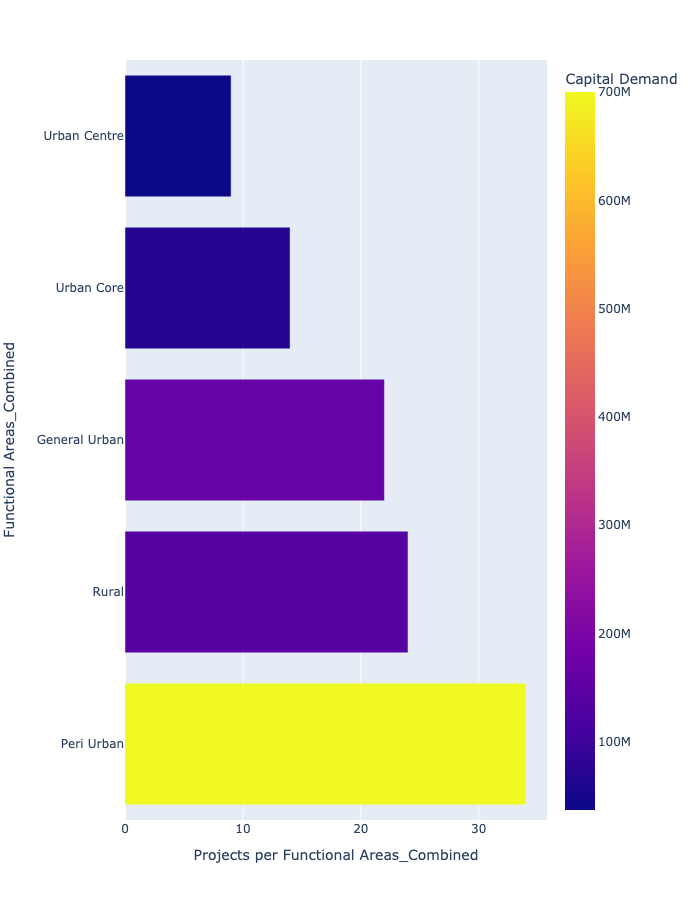 Capital Demand
700M
600M
500M
400M
300M
200M
100M
Functional Areas_Combined
Urban Centre
Urban Core
General Urban
Rural
Peri Urban
0 10 20 30
Projects per Functional Areas_Combined